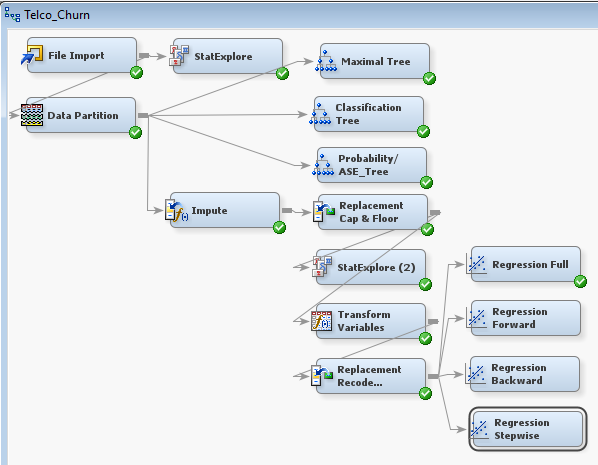 Telco_Churn
File Import
StatExplore
Maximal Tree
Data Partition
Classification
Tree
Probability/
ASE_Tree
Impute
Replacement
Cap & Floor
StatExplore (2)
Regression Full
Transform
Variables
Regression
Forward
Replacement
Recode...
Regression
Backward
Regression
Stepwise